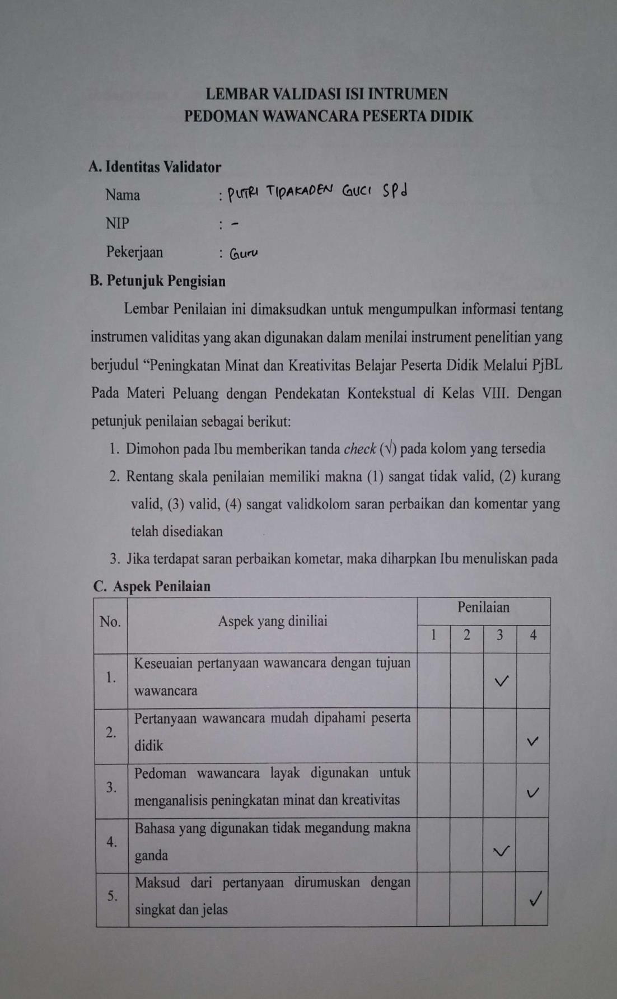 LEMBAR VALIDASI ISI INTRUMEN
PEDOMAN WAWANCARA PESERTA DIDIK
A. Identitas Validator
Nama : PUTRI TIPAKADEN GUCI SPd
NIP : -
Pekerjaan : Guru
B. Petunjuk Pengisian
Lembar Penilaian ini dimaksudkan untuk mengumpulkan informasi tentang
instrumen validitas yang akan digunakan dalam menilai instrument penelitian yang
berjudul “Peningkatan Minat dan Kreativitas Belajar Peserta Didik Melalui PjBL
Pada Materi Peluang dengan Pendekatan Kontekstual di Kelas VIII. Dengan
petunjuk penilaian sebagai berikut:
1. Dimohon pada Ibu memberikan tanda check (√) pada kolom yang tersedia
2. Rentang skala penilaian memiliki makna (1) sangat tidak valid, (2) kurang
valid, (3) valid, (4) sangat validkolom saran perbaikan dan komentar yang
telah disediakan
3. Jika terdapat saran perbaikan kometar, maka diharpkan Ibu menuliskan pada
C. Aspek Penilaian
No. Aspek yang diniliai Penilaian
1 2 3 4
1. Keseuaian pertanyaan wawancara dengan tujuan
wawancara ✓
2. Pertanyaan wawancara mudah dipahami peserta
didik ✓
3. Pedoman wawancara layak digunakan untuk
menganalisis peningkatan minat dan kreativitas ✓
4. Bahasa yang digunakan tidak megandung makna
ganda ✓
5. Maksud dari pertanyaan dirumuskan dengan
singkat dan jelas ✓